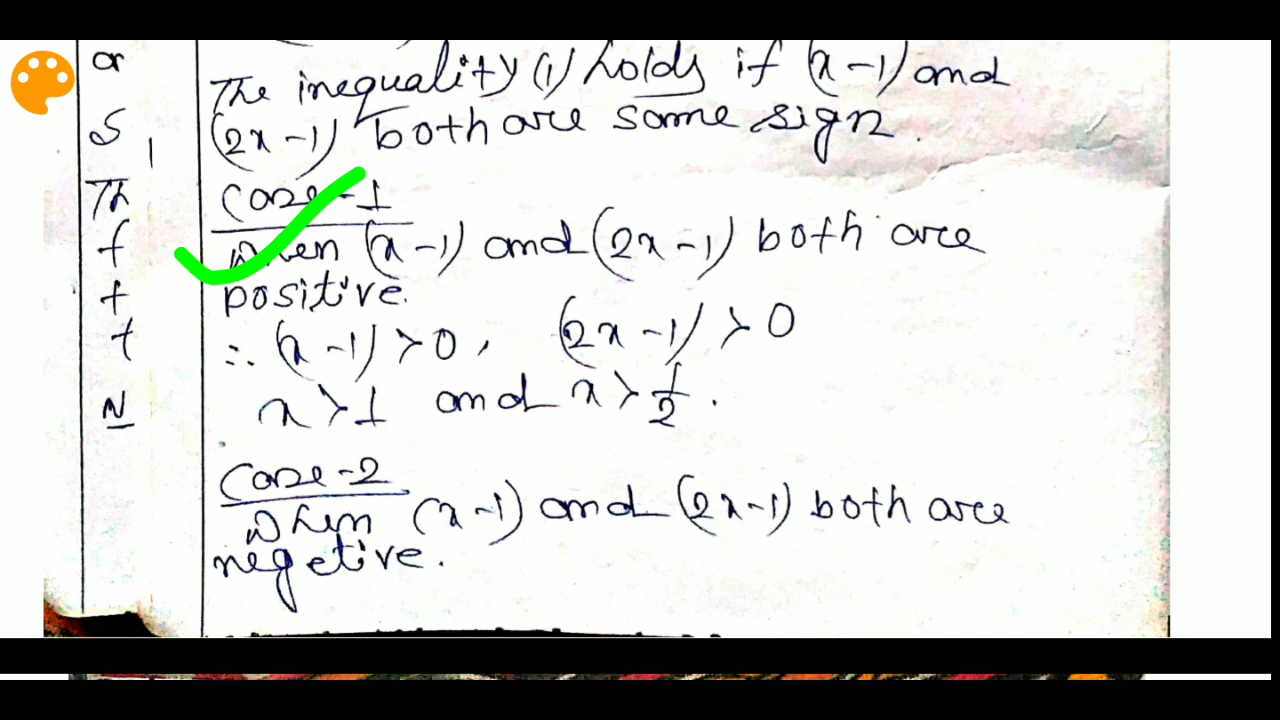 or
The inequality (1) holds if (x-1) and
S, (2x-1) both are same sign.
Th Case-1
f When (x-1) and (2x-1) both are
f positive.
f ∴ (x-1) > 0, (2x-1) > 0
N x > 1 and x > 1/2.
Case-2
When (x-1) and (2x-1) both are
negetive.